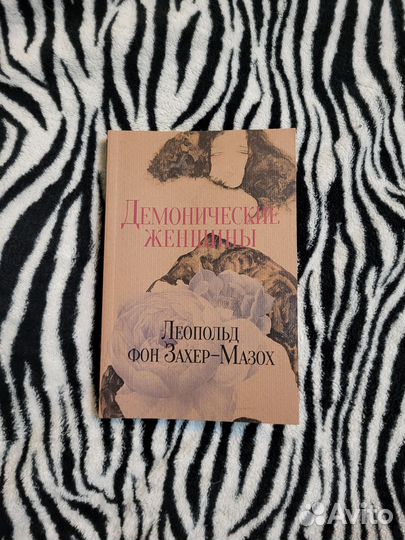 Демонические
женщины
Леопольд
фон Захер-Мазох
Avito